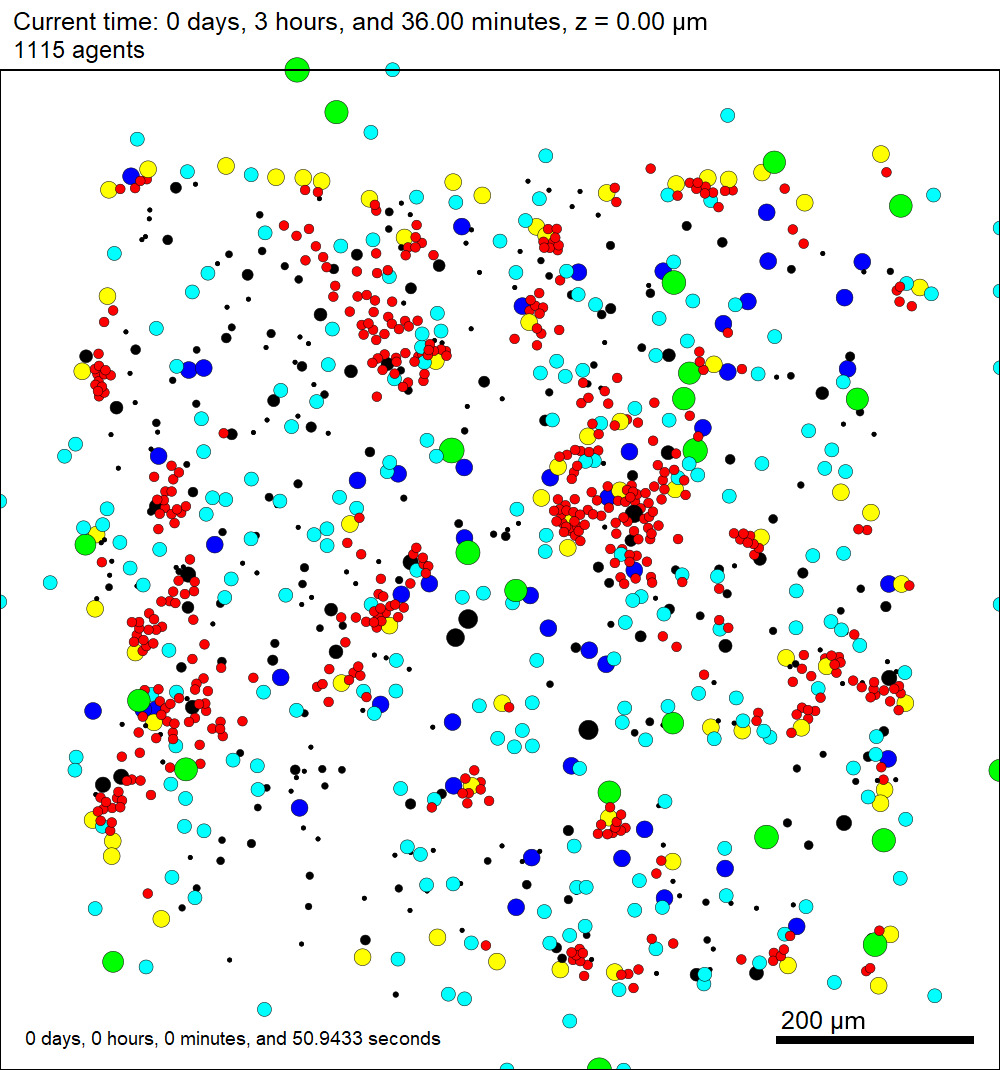 Current time: 0 days, 3 hours, and 36.00 minutes, z = 0.00 µm
1115 agents
200 µm
0 days, 0 hours, 0 minutes, and 50.9433 seconds